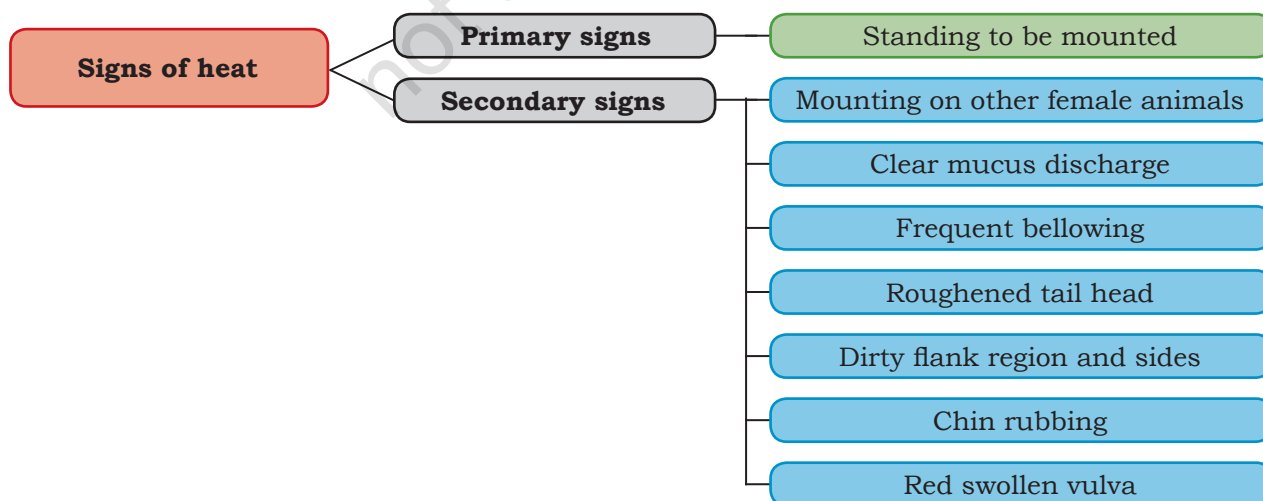 Signs of heat
Primary signs
Standing to be mounted
Secondary signs
Mounting on other female animals
Clear mucus discharge
Frequent bellowing
Roughened tail head
Dirty flank region and sides
Chin rubbing
Red swollen vulva
not